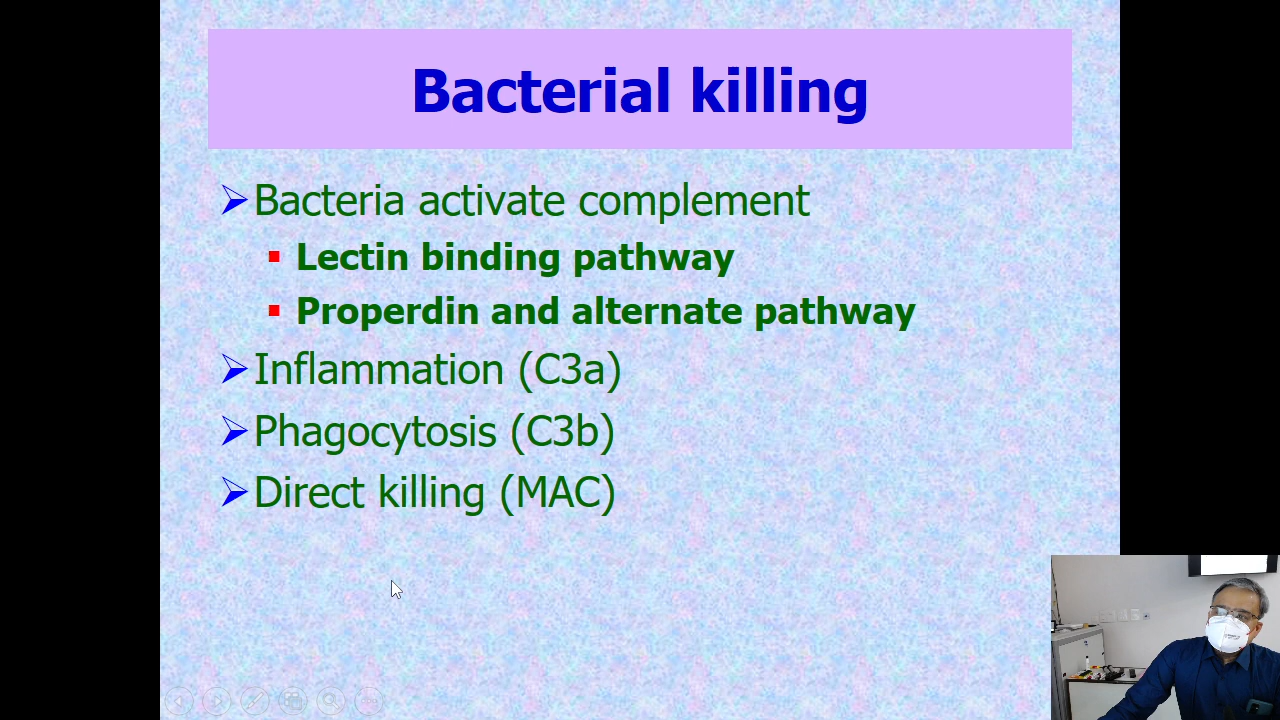 Bacterial killing
Bacteria activate complement
Lectin binding pathway
Properdin and alternate pathway
Inflammation (C3a)
Phagocytosis (C3b)
Direct killing (MAC)